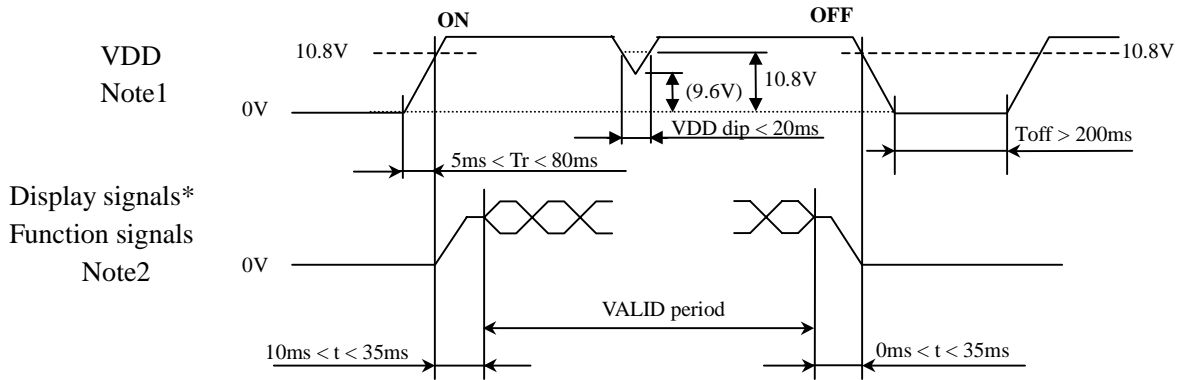 ON
OFF
VDD
Note1
10.8V
10.8V
(9.6V)
10.8V
0V
VDD dip < 20ms
Toff > 200ms
5ms < Tr < 80ms
Display signals*
Function signals
Note2
0V
VALID period
10ms < t < 35ms
0ms < t < 35ms